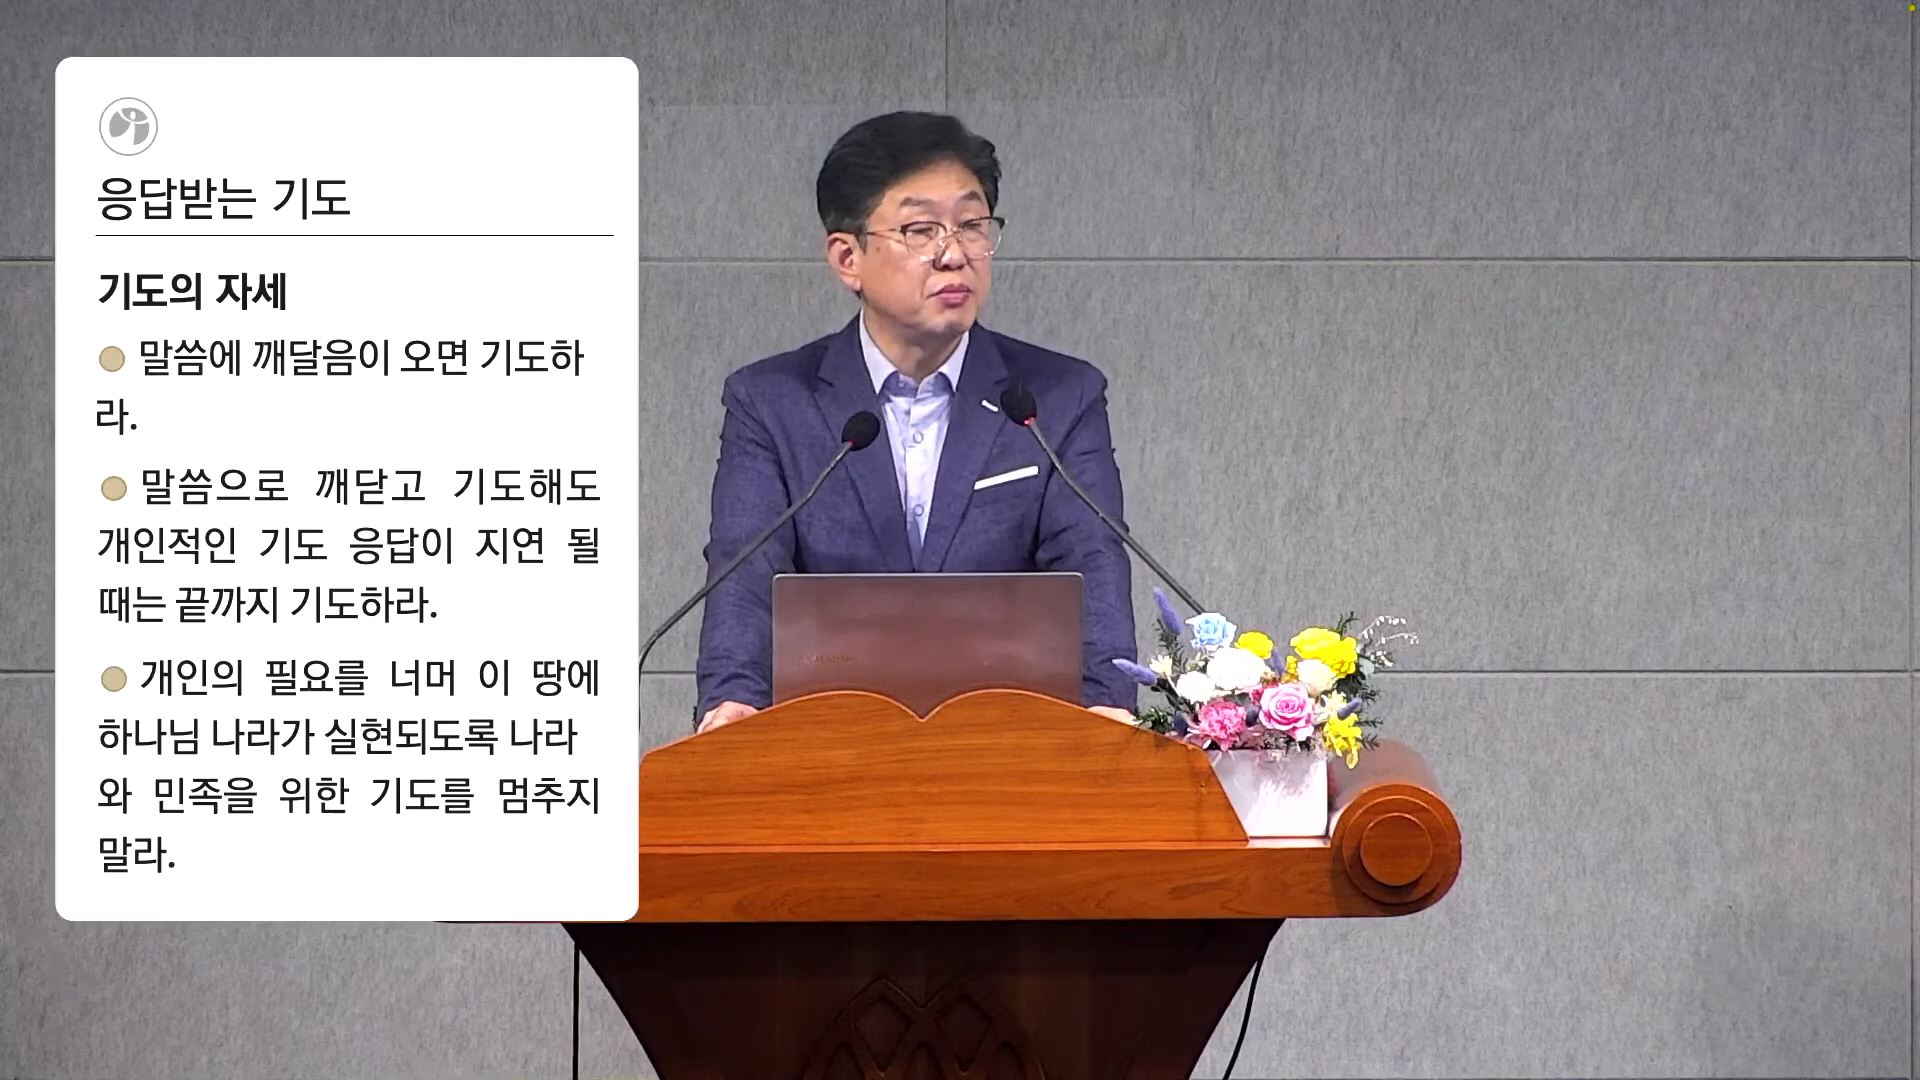 응답받는 기도
기도의 자세
말씀에 깨달음이 오면 기도하
라.
말씀으로 깨닫고 기도해도
개인적인 기도 응답이 지연 될
때는 끝까지 기도하라.
개인의 필요를 너머 이 땅에
하나님 나라가 실현되도록 나라
와 민족을 위한 기도를 멈추지
말라.